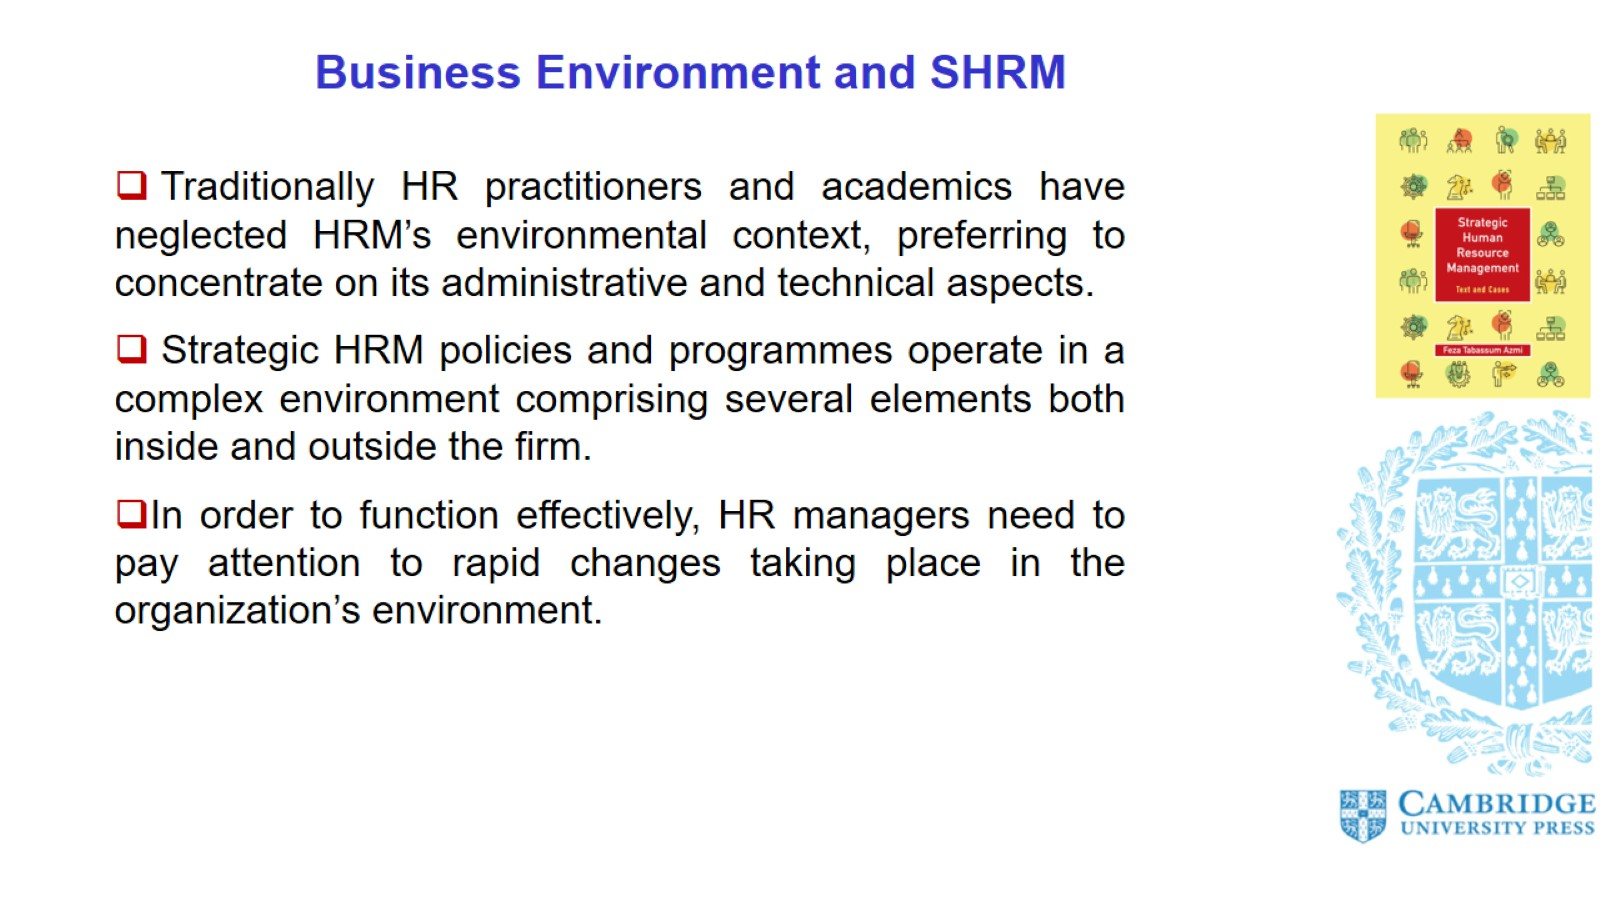 Business Environment and SHRM
❑ Traditionally HR practitioners and academics have
neglected HRM’s environmental context, preferring to
concentrate on its administrative and technical aspects.
❑ Strategic HRM policies and programmes operate in a
complex environment comprising several elements both
inside and outside the firm.
❑In order to function effectively, HR managers need to
pay attention to rapid changes taking place in the
organization’s environment.
Strategic
Human
Resource
Management
Text and Cases
Feza Tabassum Azmi
CAMBRIDGE
UNIVERSITY PRESS